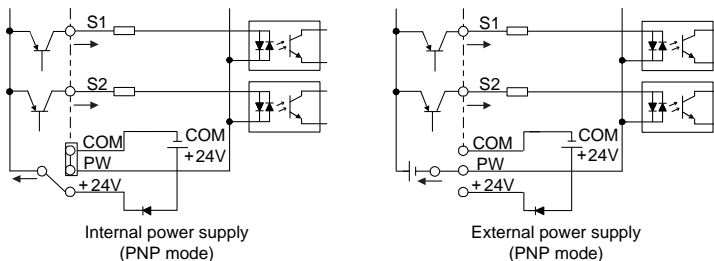 S1
S2
COM
COM
+24V
PW
+24V
Internal power supply
(PNP mode)
S1
S2
COM
COM
+24V
PW
+24V
External power supply
(PNP mode)